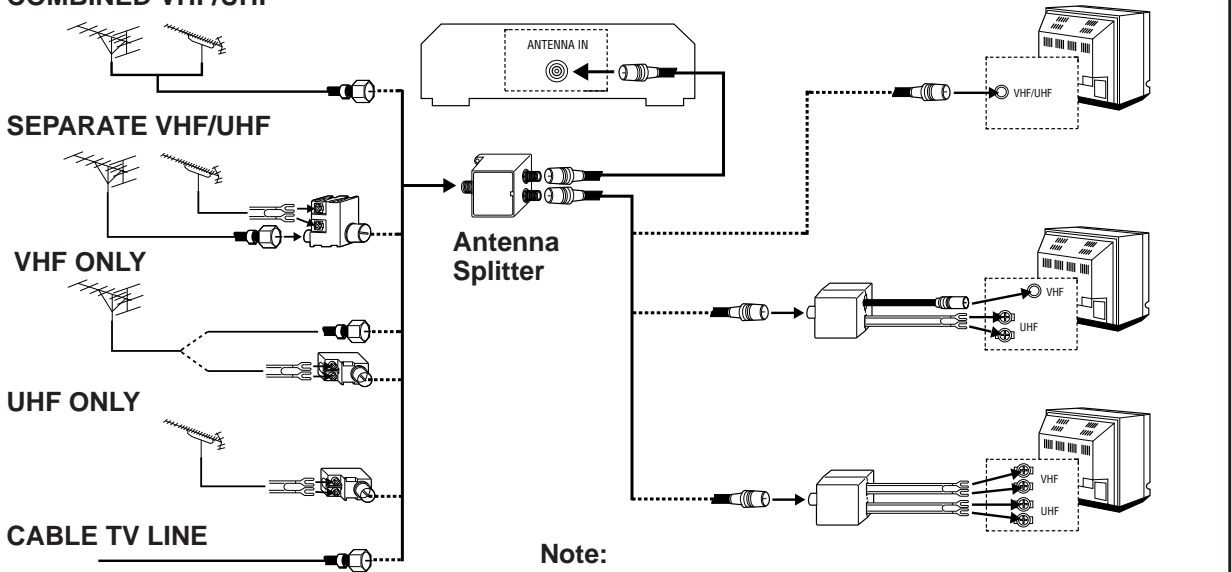 COMBINED VHF/UHF
ANTENNA IN
VHF/UHF
SEPARATE VHF/UHF
Antenna
Splitter
VHF ONLY
VHF
UHF
UHF ONLY
VHF
UHF
CABLE TV LINE
Note: